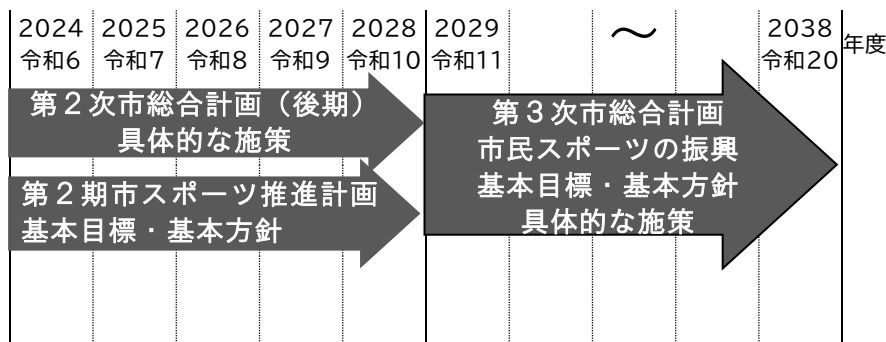 2024 2025 2026 2027 2028 2029 ～ 2038
令和6 令和7 令和8 令和9 令和10 令和11 令和20 年度
第２次市総合計画（後期）
具体的な施策
第２期市スポーツ推進計画
基本目標・基本方針
第３次市総合計画
市民スポーツの振興
基本目標・基本方針
具体的な施策